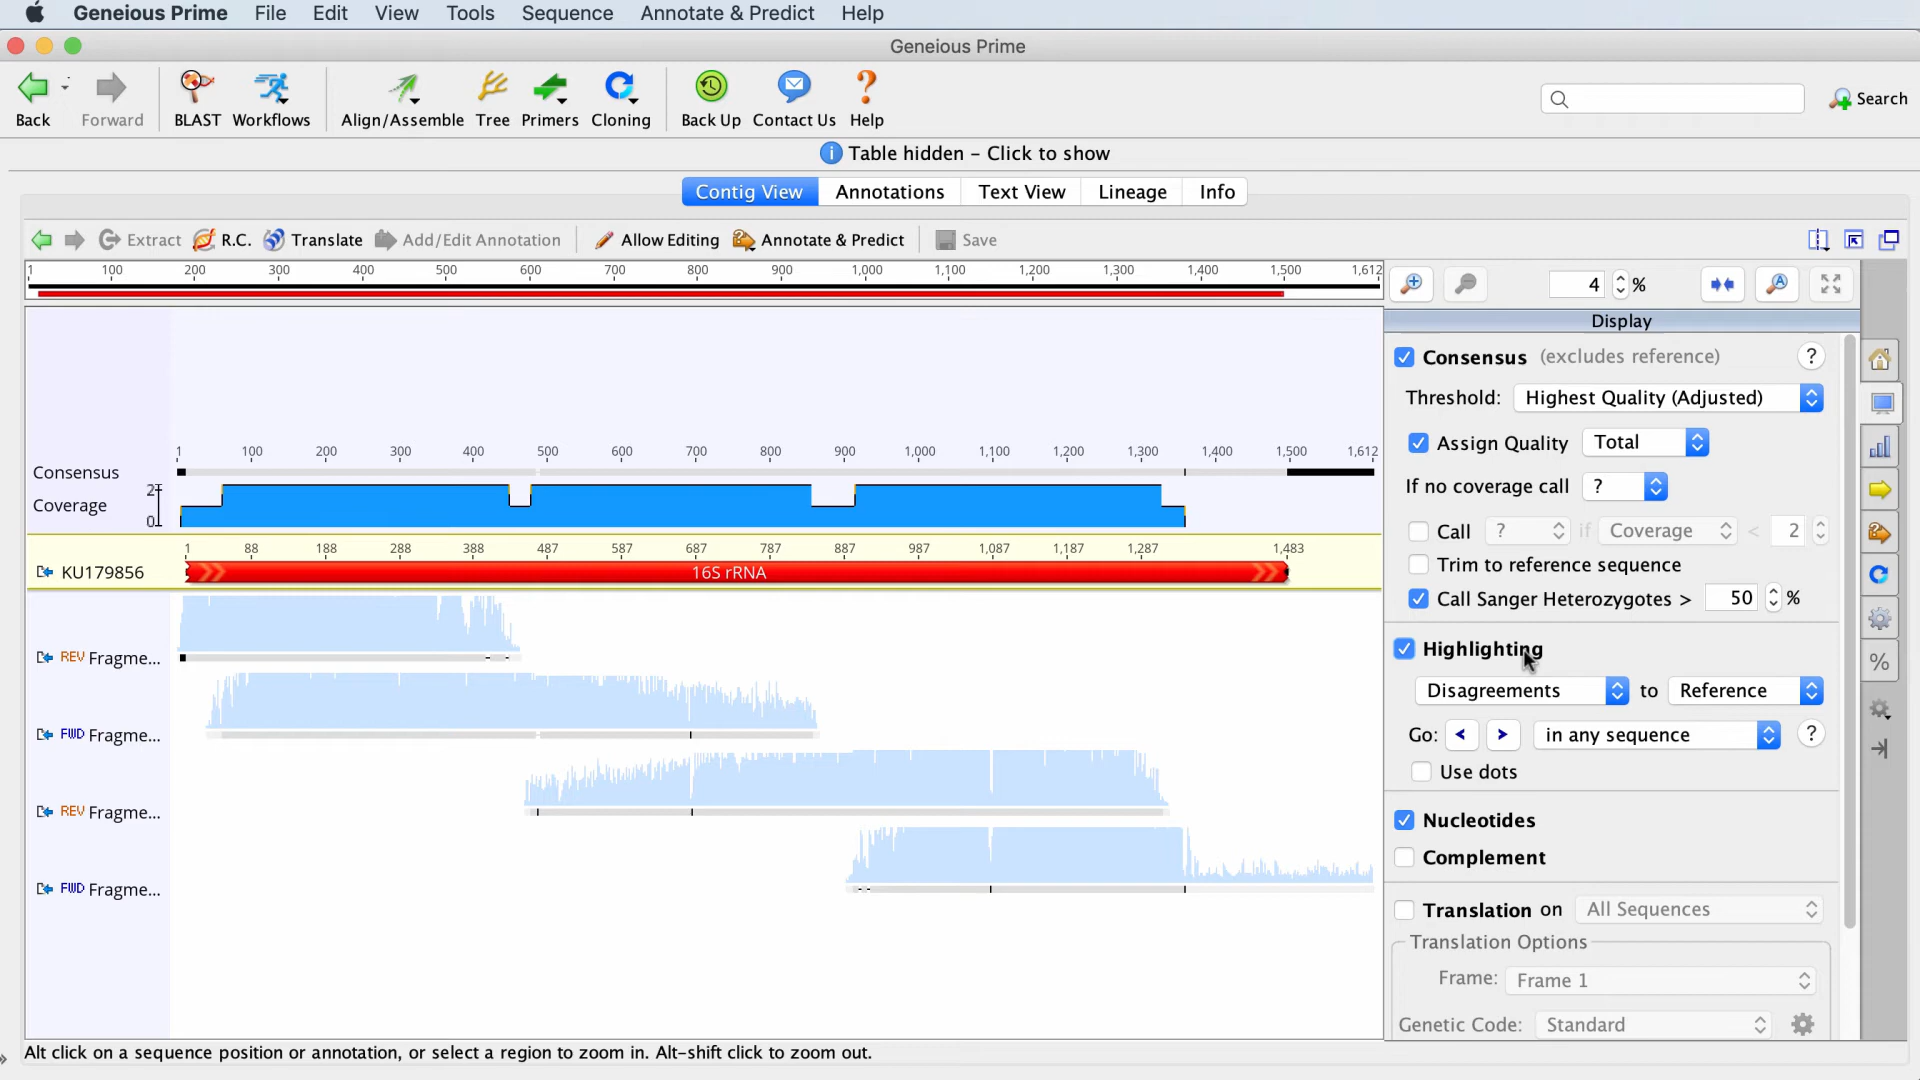 Geneious Prime File Edit View Tools Sequence Annotate & Predict Help
Geneious Prime
Back Forward BLAST Workflows Align/Assemble Tree Primers Cloning Back Up Contact Us Help Search
Table hidden – Click to show
Contig View Annotations Text View Lineage Info
Extract R.C. Translate Add/Edit Annotation Allow Editing Annotate & Predict Save
1 100 200 300 400 500 600 700 800 900 1,000 1,100 1,200 1,300 1,400 1,500 1,612
4 %
Display
Consensus (excludes reference) ?
Threshold: Highest Quality (Adjusted)
Assign Quality Total
If no coverage call ?
Call ? if Coverage < 2
Trim to reference sequence
Call Sanger Heterozygotes > 50 %
Highlighting
Disagreements to Reference
Go: < > in any sequence ?
Use dots
Nucleotides
Complement
Translation on All Sequences
Translation Options
Frame: Frame 1
Genetic Code: Standard
%
1 100 200 300 400 500 600 700 800 900 1,000 1,100 1,200 1,300 1,400 1,500 1,612
Consensus
Coverage 2 0
1 88 188 288 388 487 587 687 787 887 987 1,087 1,187 1,287 1,483
KU179856 16S rRNA
REV Fragme...
FWD Fragme...
REV Fragme...
FWD Fragme...
Alt click on a sequence position or annotation, or select a region to zoom in. Alt-shift click to zoom out.